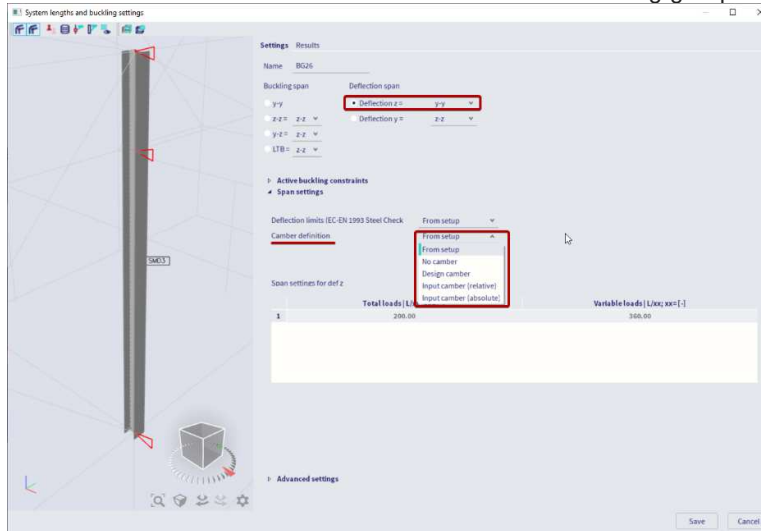 System lengths and buckling settings
Settings Results
Name BG26
Buckling span Deflection span
y-y Deflection z = y-y
z-z = z-z Deflection y = z-z
y-z = z-z
LTB = z-z
Active buckling constraints
Span settings
Deflection limits (EC-EN 1993 Steel Check From setup
Camber definition From setup
From setup
No camber
Design camber
Input camber (relative)
Input camber (absolute)
SMD3
Span settings for def z
Total loads | Variable loads | L/xx; xx= [-]
1 200.00 360.00
Advanced settings
Save Cancel